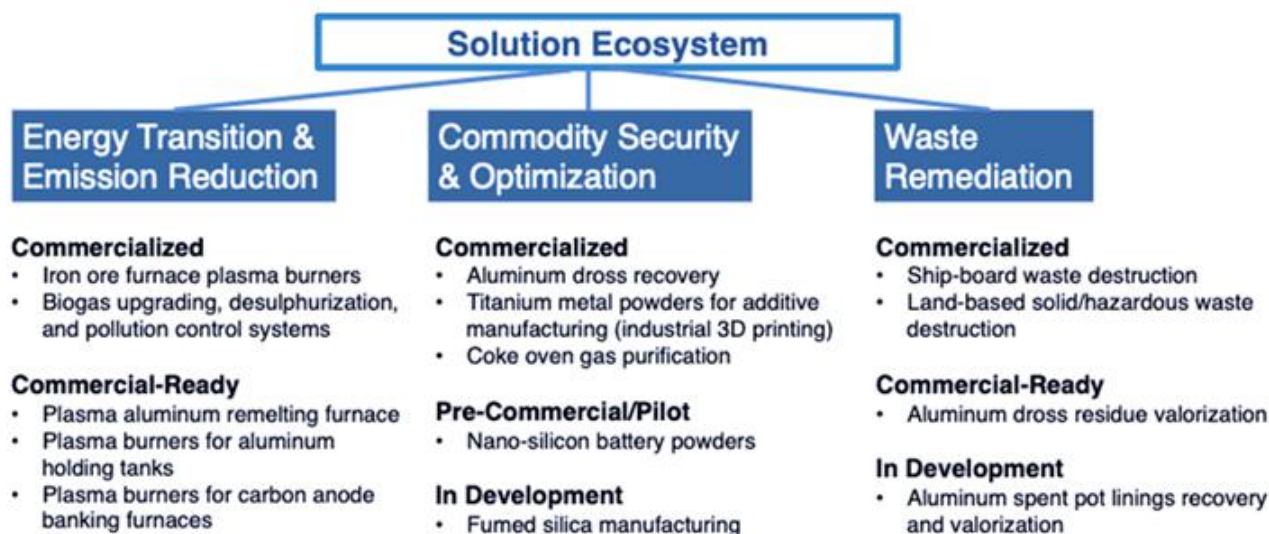 Solution Ecosystem
Energy Transition &
Emission Reduction
Commercialized
• Iron ore furnace plasma burners
• Biogas upgrading, desulphurization,
and pollution control systems
Commercial-Ready
• Plasma aluminum remelting furnace
• Plasma burners for aluminum
holding tanks
• Plasma burners for carbon anode
banking furnaces
Commodity Security
& Optimization
Commercialized
• Aluminum dross recovery
• Titanium metal powders for additive
manufacturing (industrial 3D printing)
• Coke oven gas purification
Pre-Commercial/Pilot
• Nano-silicon battery powders
In Development
• Fumed silica manufacturing
Waste
Remediation
Commercialized
• Ship-board waste destruction
• Land-based solid/hazardous waste
destruction
Commercial-Ready
• Aluminum dross residue valorization
In Development
• Aluminum spent pot linings recovery
and valorization